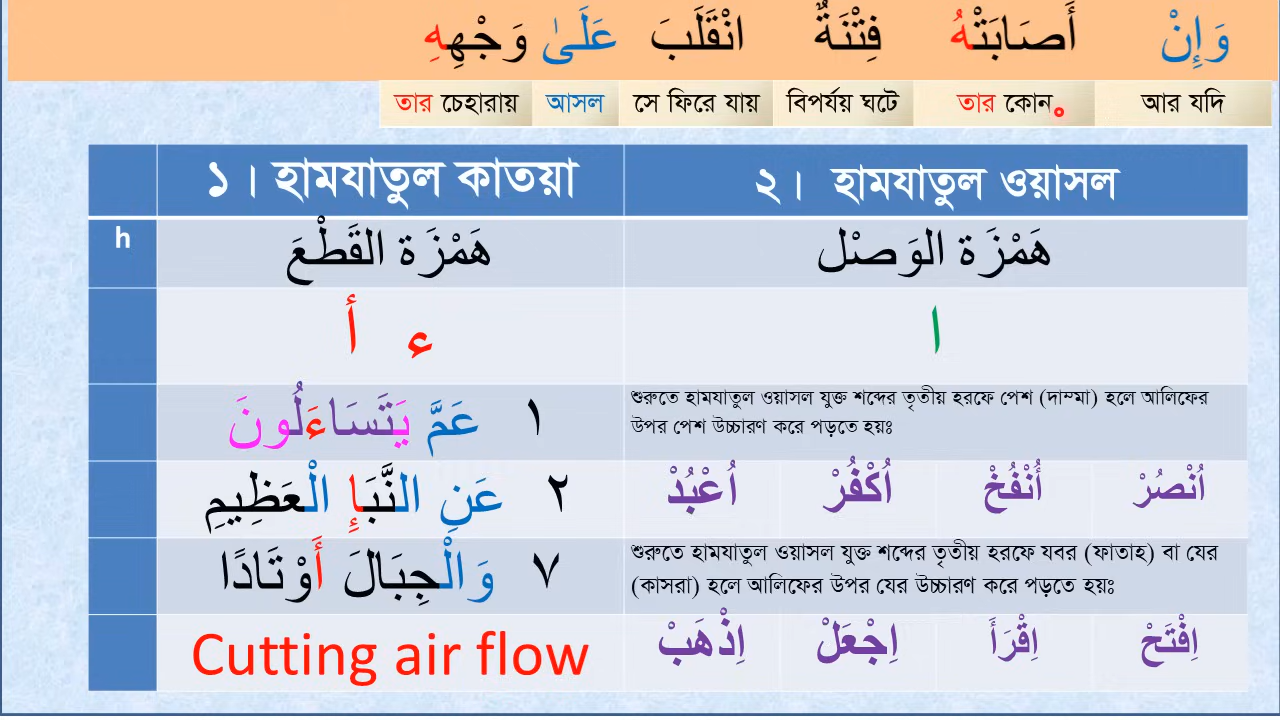 وَإِنْ أَصَابَتْهُ فِتْنَةٌ انْقَلَبَ عَلَىٰ وَجْهِهِ
তার চেহারায় আসল সে ফিরে যায় বিপর্যয় ঘটে তার কোন০ আর যদি
১। হামযাতুল কাতয়া ২। হামযাতুল ওয়াসল
h هَمْزَة القَطْعَ هَمْزَة الوَصْل
ء أ ا
١ عَمَّ يَتَسَاءَلُونَ
শুরুতে হামযাতুল ওয়াসল যুক্ত শব্দের তৃতীয় হরফে পেশ (দাম্মা) হলে আলিফের
উপর পেশ উচ্চারণ করে পড়তে হয়ঃ
٢ عَنِ النَّبَإِ الْعَظِيمِ
اُنْصُرْ اُنْفُخْ اُكْفُرْ اُعْبُدْ
٧ وَالْجِبَالَ أَوْتَادًا
শুরুতে হামযাতুল ওয়াসল যুক্ত শব্দের তৃতীয় হরফে যবর (ফাতাহ) বা যের
(কাসরা) হলে আলিফের উপর যের উচ্চারণ করে পড়তে হয়ঃ
Cutting air flow
اِفْتَحْ اِقْرَأَ اِجْعَلْ اِذْهَبْ